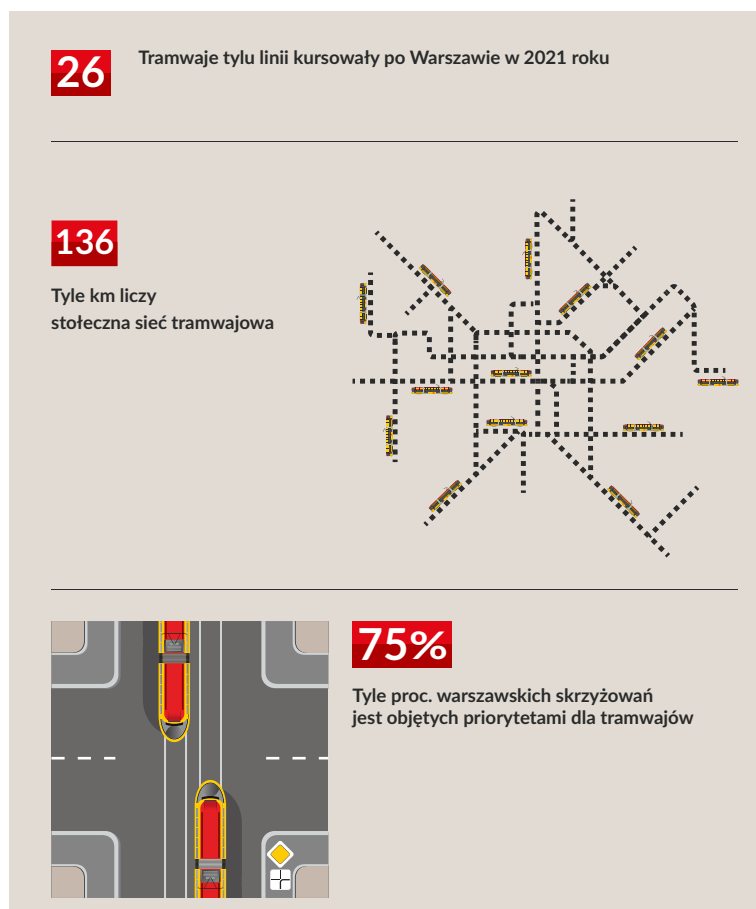 26
Tramwaje tylu linii kursowały po Warszawie w 2021 roku
136
Tyle km liczy
stołeczna sieć tramwajowa
75%
Tyle proc. warszawskich skrzyżowań
jest objętych priorytetami dla tramwajów